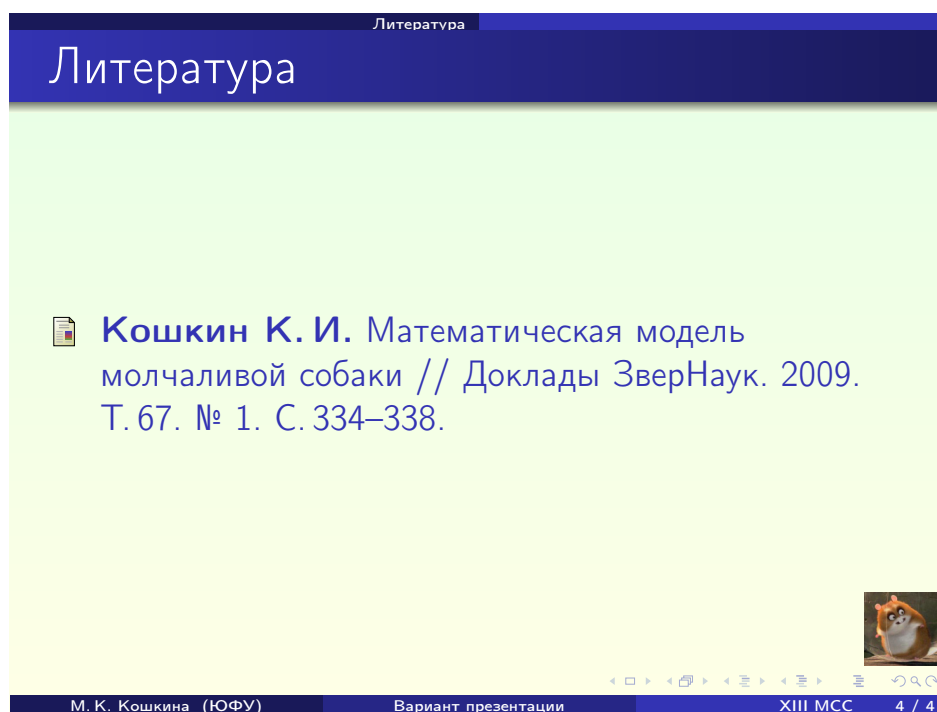 Литература
Литература
Кошкин К. И. Математическая модель
молчаливой собаки // Доклады ЗверНаук. 2009.
Т. 67. № 1. С. 334–338.
М. К. Кошкина (ЮФУ) Вариант презентации XIII МСС 4 / 4